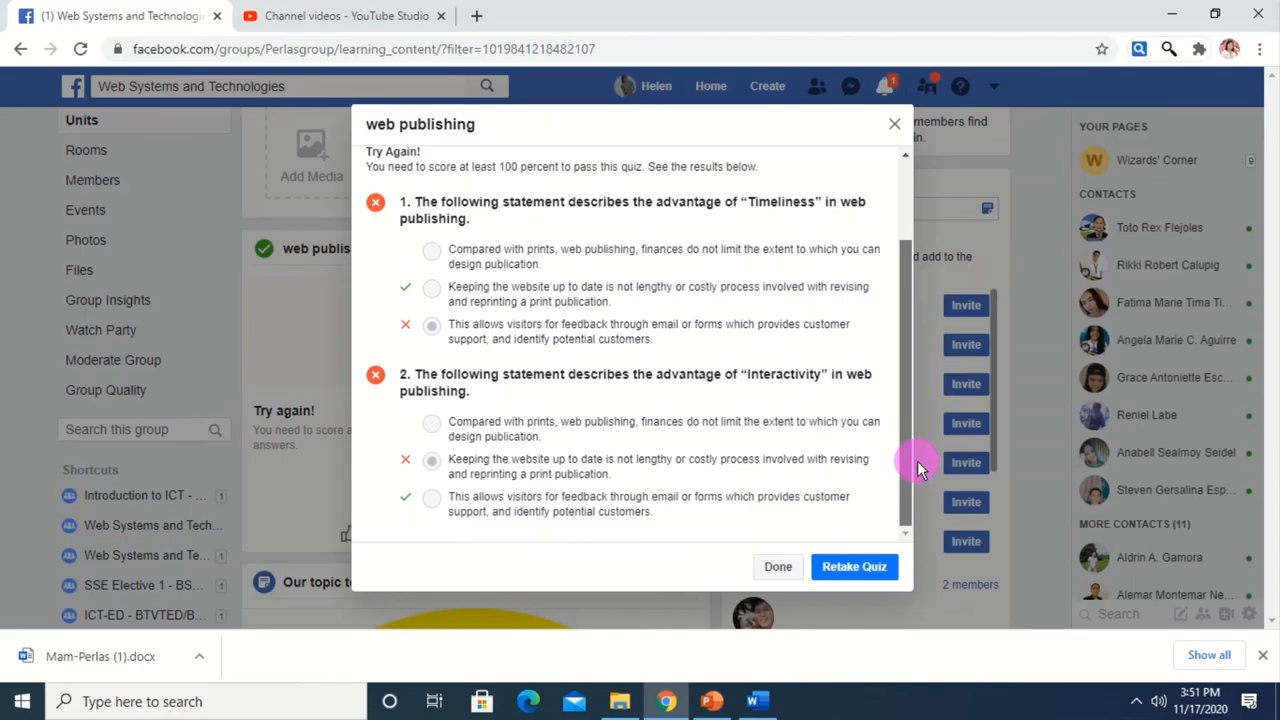 (1) Web Systems and Technologi
Channel videos - YouTube Studio
facebook.com/groups/Perlasgroup/learning_content/?filter=1019841218482107
Web Systems and Technologies
Helen
Home
Create
1
Units
Rooms
Members
Events
Photos
Files
Group Insights
Watch Party
Moderate Group
Group Quality
Search this group
Shortcuts
Introduction to ICT - ... 1
Web Systems and Tech...
Web Systems and Te... 1
SSE Elective 1 - BS... 1
ICT-ED - BTVTED/B... 1
Add Media
web publis
Try again!
You need to score a
answers.
Our topic to
web publishing
Try Again!
You need to score at least 100 percent to pass this quiz. See the results below.
1. The following statement describes the advantage of “Timeliness” in web
publishing.
Compared with prints, web publishing, finances do not limit the extent to which you can
design publication.
Keeping the website up to date is not lengthy or costly process involved with revising
and reprinting a print publication.
This allows visitors for feedback through email or forms which provides customer
support, and identify potential customers.
2. The following statement describes the advantage of “Interactivity” in web
publishing.
Compared with prints, web publishing, finances do not limit the extent to which you can
design publication.
Keeping the website up to date is not lengthy or costly process involved with revising
and reprinting a print publication.
This allows visitors for feedback through email or forms which provides customer
support, and identify potential customers.
Done
Retake Quiz
members find
n.
d add to the
Invite
Invite
Invite
Invite
Invite
Invite
Invite
2 members
YOUR PAGES
W Wizards' Corner 9
CONTACTS
Toto Rex Flejoles
Rikki Robert Calupig
Fatima Marie Tima Ti...
Angela Marie C. Aguirre
Grace Antoniette Esc...
Reniel Labe
Anabell Sealmoy Seidel
Steven Gersalina Esp...
MORE CONTACTS (11)
Aldrin A. Gamora
Alemar Montemar Ne...
Search
Mam-Perlas (1).docx
Show all
Type here to search
3:51 PM
11/17/2020